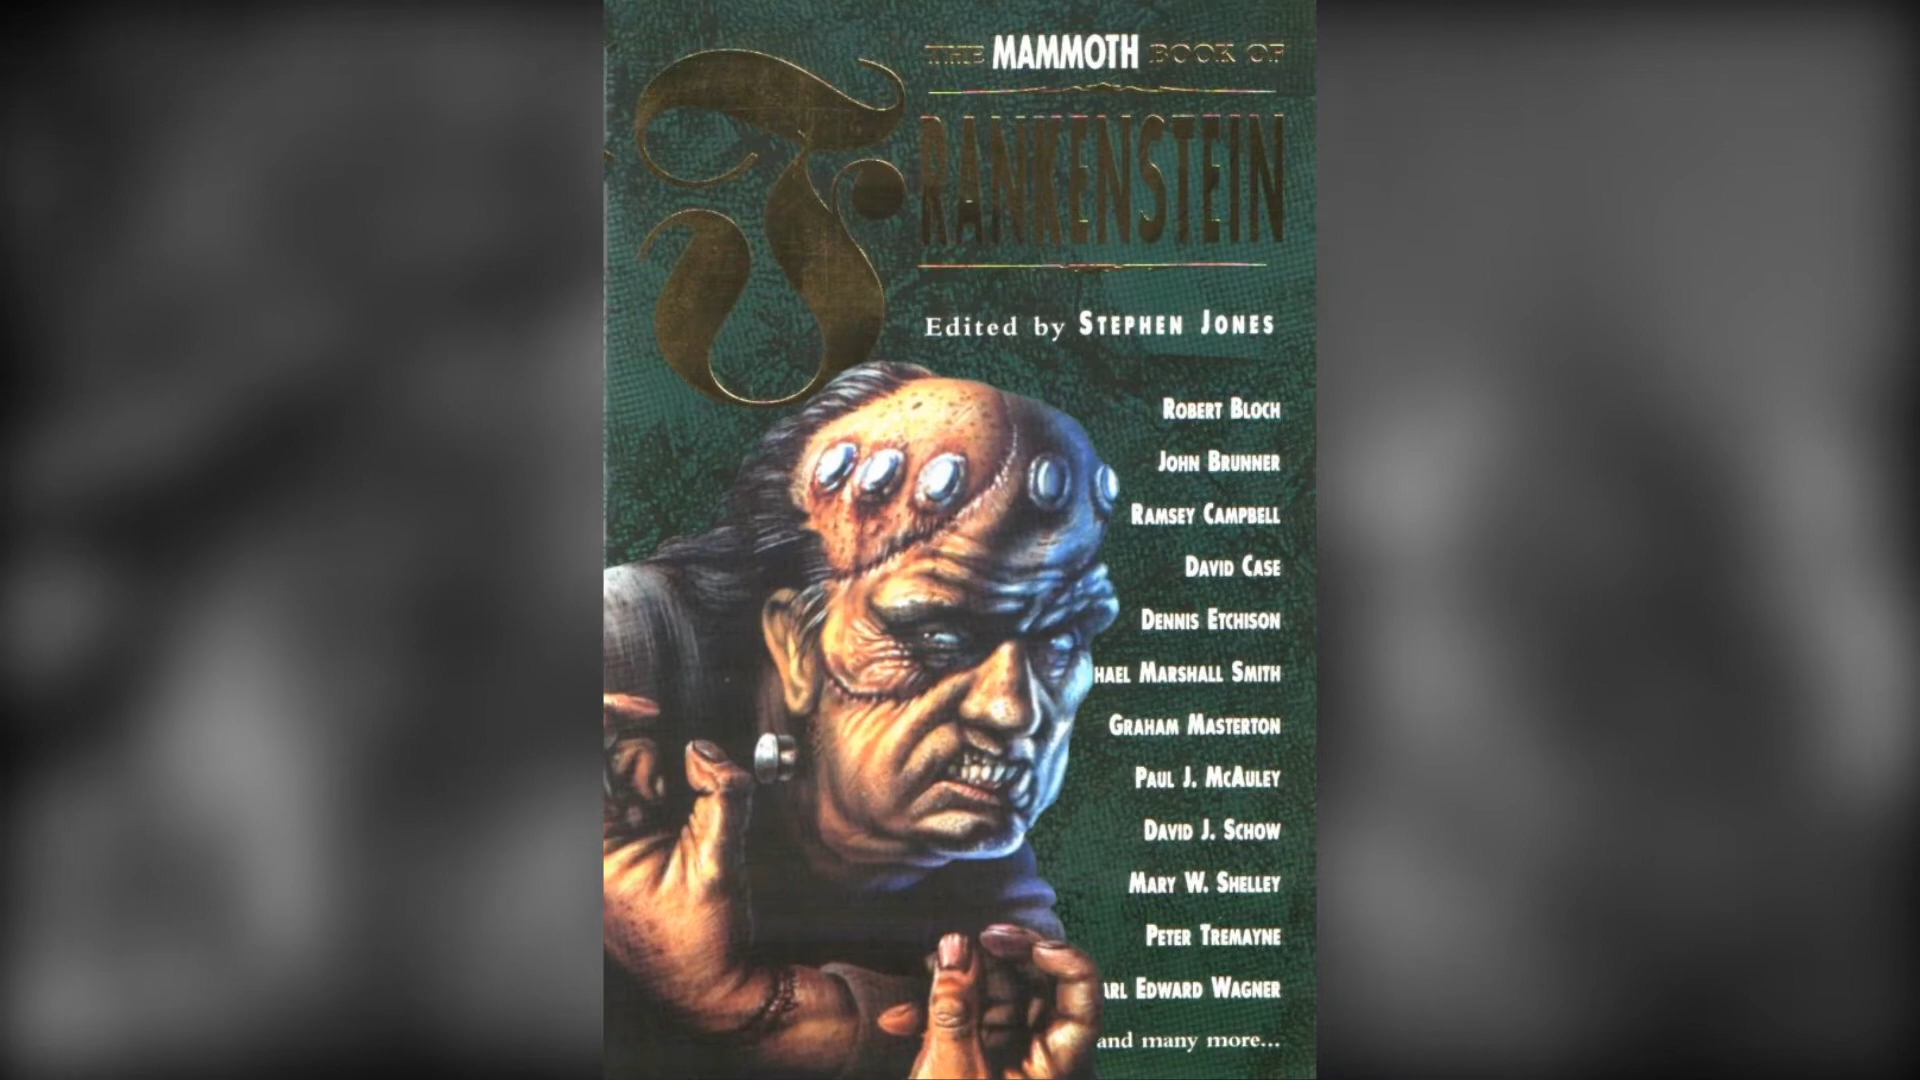 THE MAMMOTH BOOK OF
FRANKENSTEIN
Edited by STEPHEN JONES
ROBERT BLOCH
JOHN BRUNNER
RAMSEY CAMPBELL
DAVID CASE
DENNIS ETCHISON
HAEL MARSHALL SMITH
GRAHAM MASTERTON
PAUL J. MCAULEY
DAVID J. SCHOW
MARY W. SHELLEY
PETER TREMAYNE
ARL EDWARD WAGNER
and many more...